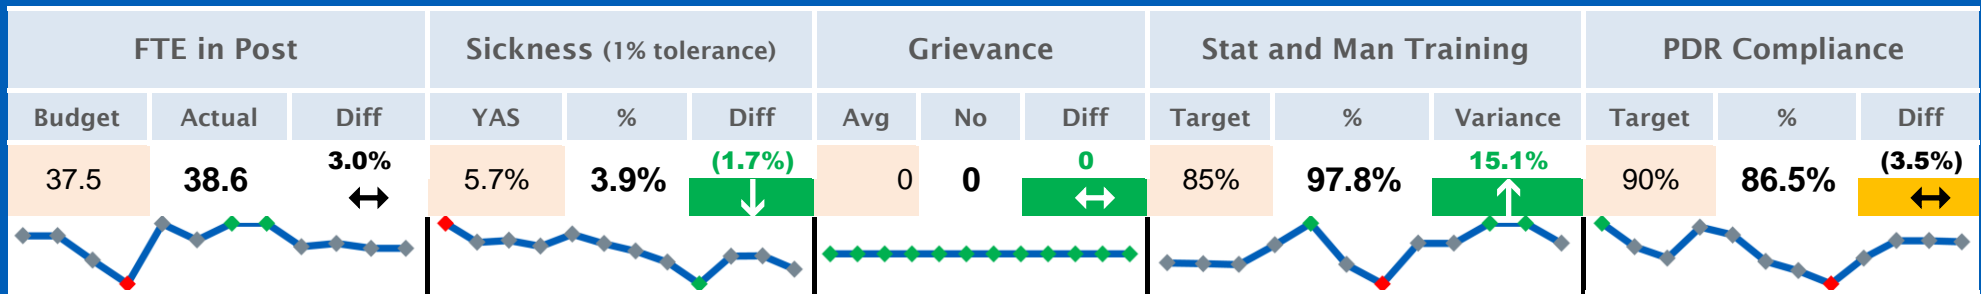 FTE in Post Sickness (1% tolerance) Grievance Stat and Man Training PDR Compliance
Budget Actual Diff YAS % Diff Avg No Diff Target % Variance Target % Diff
37.5 38.6 3.0% 5.7% 3.9% (1.7%) 0 0 0 85% 97.8% 15.1% 90% 86.5% (3.5%)